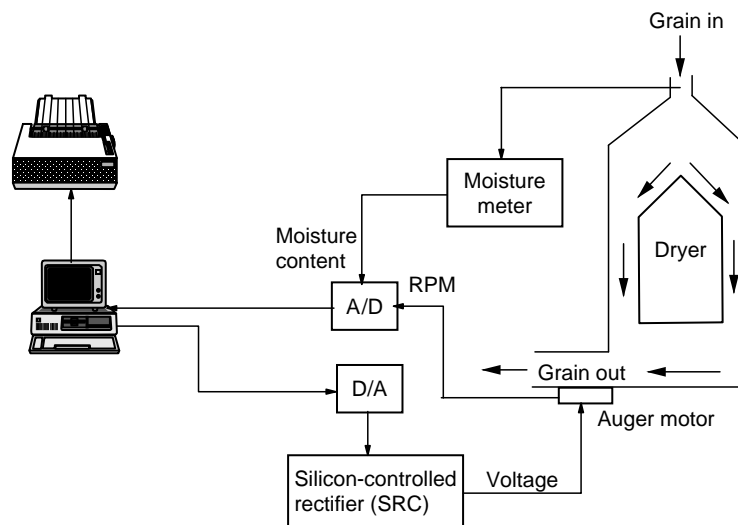 Grain in
Moisture
meter
Moisture
content
Dryer
RPM
A/D
Grain out
D/A
Auger motor
Silicon-controlled
rectifier (SRC)
Voltage